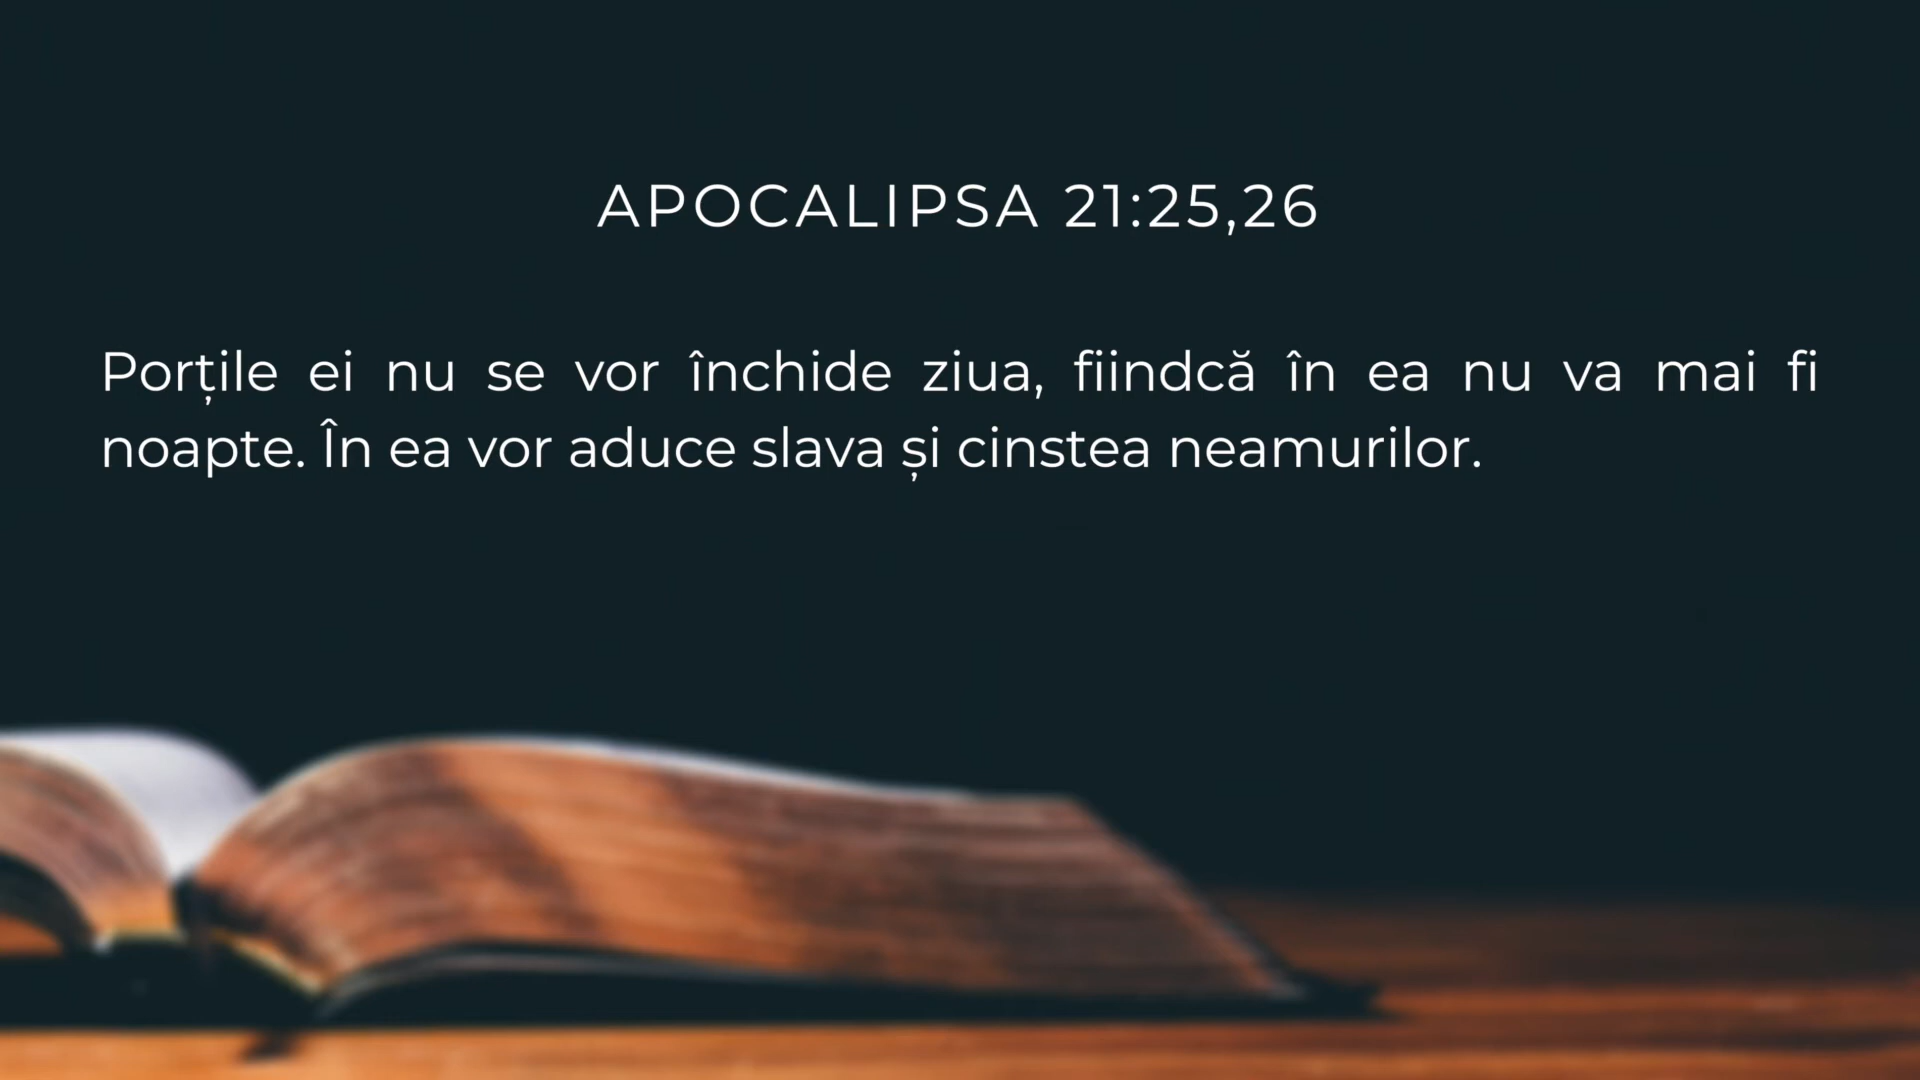 APOCALIPSA 21:25,26
Porțile ei nu se vor închide ziua, fiindcă în ea nu va mai fi
noapte. În ea vor aduce slava și cinstea neamurilor.